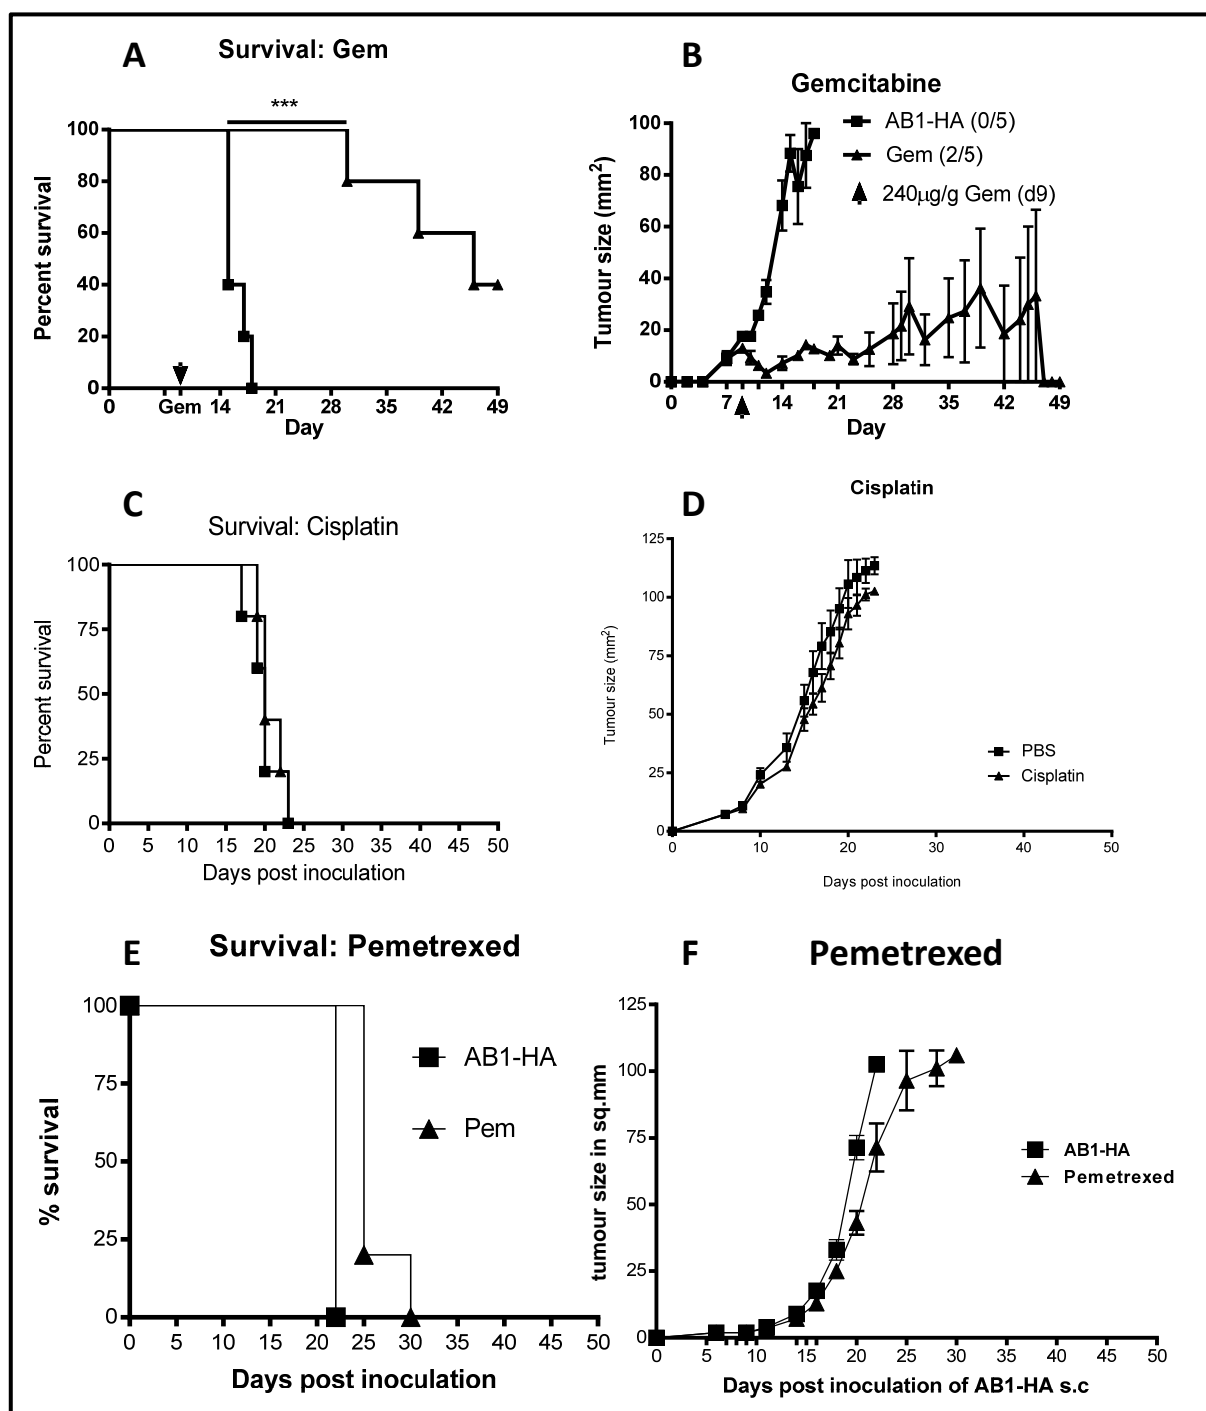 A
Survival: Gem
***
Percent survival
100
80
60
40
20
0
0 Gem 14 21 28 35 42 49
Day
B
Gemcitabine
AB1-HA (0/5)
Gem (2/5)
240µg/g Gem (d9)
Tumour size (mm²)
100
80
60
40
20
0
0 7 14 21 28 35 42 49
Day
C
Survival: Cisplatin
Percent survival
100
75
50
25
0
0 5 10 15 20 25 30 35 40 45 50
Days post inoculation
D
Cisplatin
Tumour size (mm²)
125
100
75
50
25
0
0 10 20 30 40 50
PBS
Cisplatin
Days post inoculation
E
Survival: Pemetrexed
% survival
100
75
50
25
0
AB1-HA
Pem
0 5 10 15 20 25 30 35 40 45 50
Days post inoculation
F
Pemetrexed
tumour size in sq.mm
125
100
75
50
25
0
AB1-HA
Pemetrexed
0 5 10 15 20 25 30 35 40 45 50
Days post inoculation of AB1-HA s.c